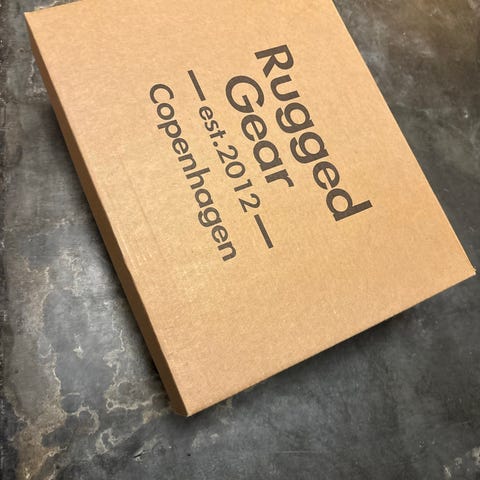 Rugged
Gear
— est.2012 —
Copenhagen